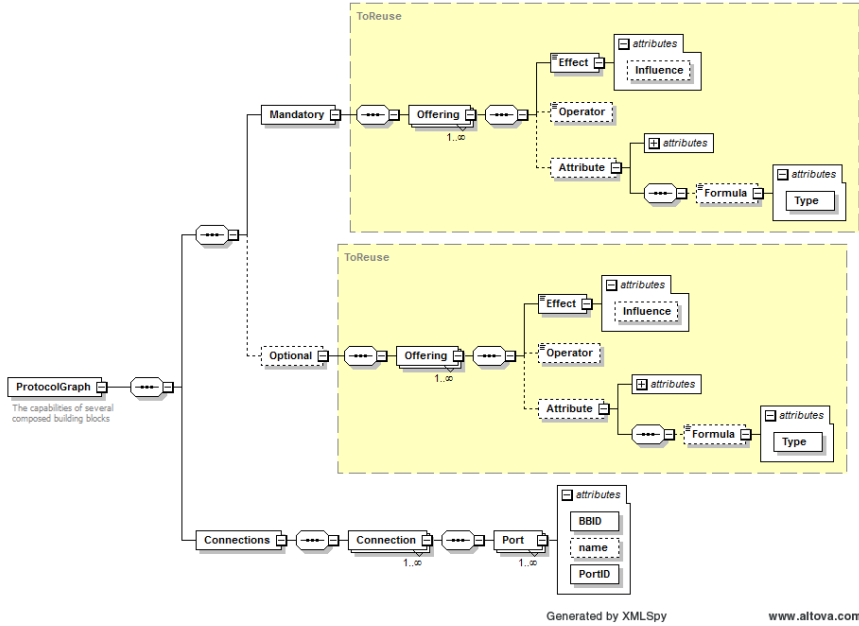 ToReuse
attributes
Effect
Influence
Mandatory
Offering
1..∞
Operator
attributes
Attribute
attributes
Formula
Type
ToReuse
attributes
Effect
Influence
Optional
Offering
1..∞
Operator
attributes
Attribute
attributes
Formula
Type
ProtocolGraph
The capabilities of several
composed building blocks
attributes
BBID
Connections
Connection
1..∞
Port
1..∞
name
PortID
Generated by XMLSpy
www.altova.com